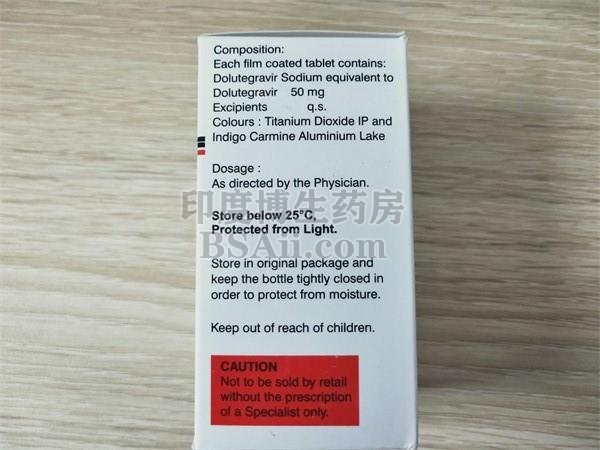 Composition:
Each film coated tablet contains:
Dolutegravir Sodium equivalent to
Dolutegravir 50 mg
Excipients q.s.
Colours : Titanium Dioxide IP and
Indigo Carmine Aluminium Lake
Dosage :
As directed by the Physician.
印度博生药房
Store below 25°C,
Protected from Light.
BSAii.com
Store in original package and
keep the bottle tightly closed in
order to protect from moisture.
Keep out of reach of children.
CAUTION
Not to be sold by retail
without the prescription
of a Specialist only.